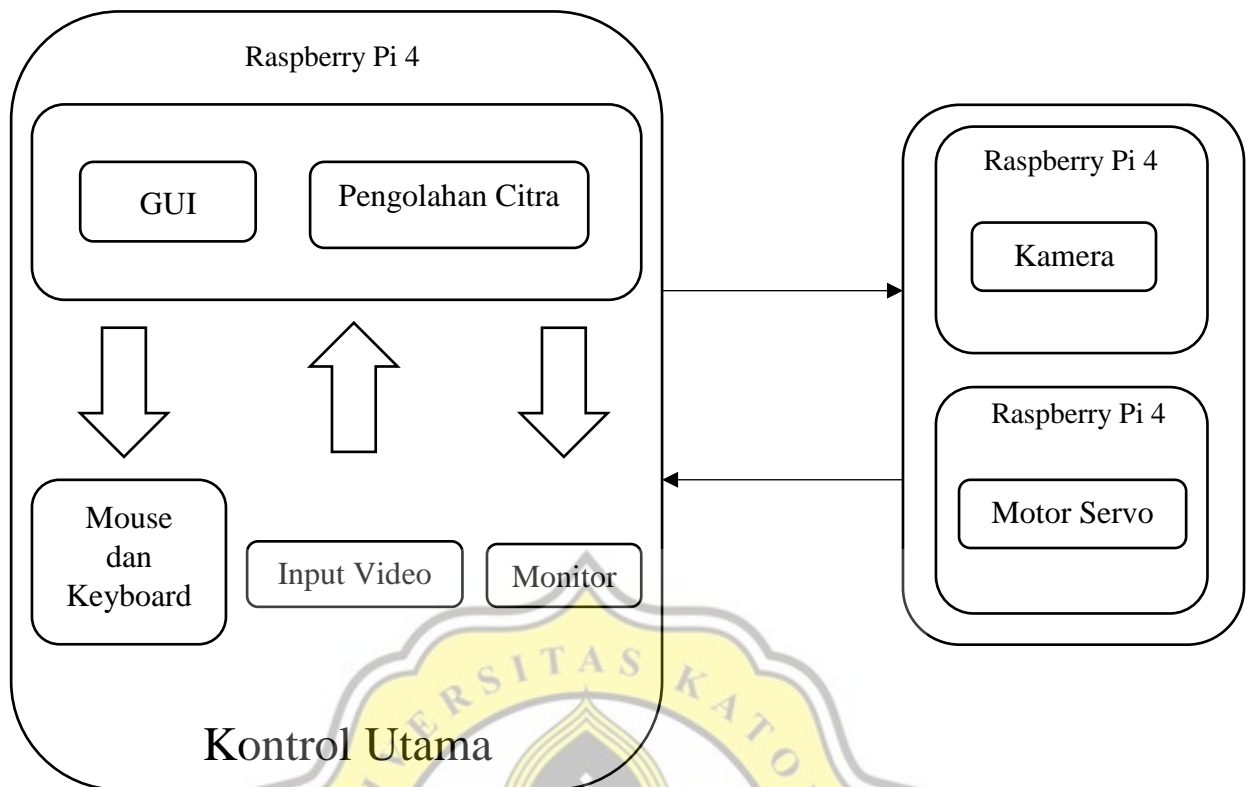 Raspberry Pi 4
GUI
Pengolahan Citra
Mouse
dan
Keyboard
Input Video
Monitor
Kontrol Utama
Raspberry Pi 4
Kamera
Raspberry Pi 4
Motor Servo